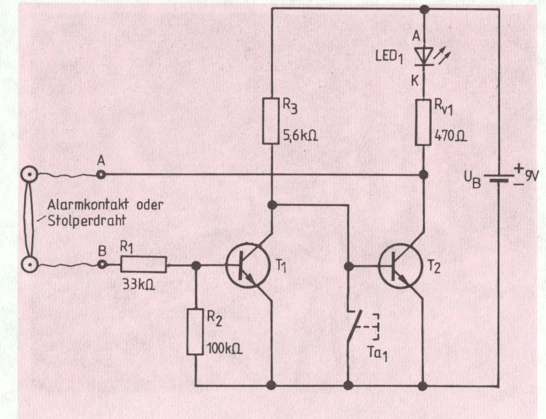 A
LED1
K
R3
5,6kΩ
Rv1
470Ω
A
UB
+
9V
−
Alarmkontakt oder
Stolperdraht
B
R1
33kΩ
T1
T2
R2
100kΩ
Ta1